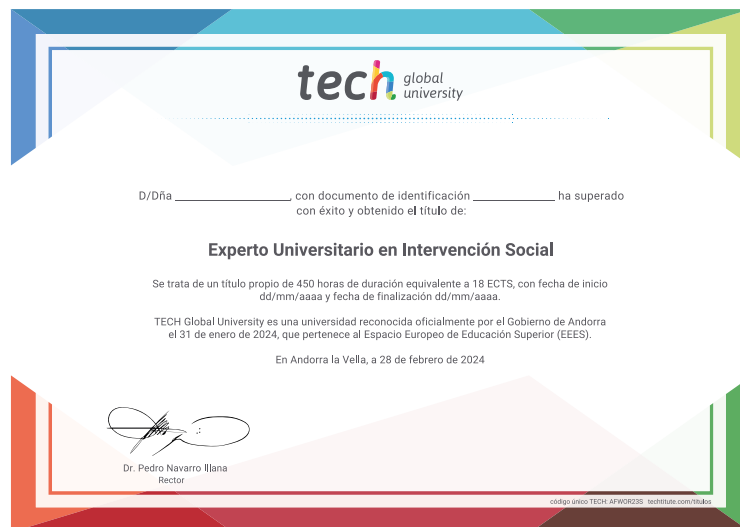 tech global university
D/Dña ______________, con documento de identificación ______________ ha superado
con éxito y obtenido el título de:
Experto Universitario en Intervención Social
Se trata de un título propio de 450 horas de duración equivalente a 18 ECTS, con fecha de inicio
dd/mm/aaaa y fecha de finalización dd/mm/aaaa.
TECH Global University es una universidad reconocida oficialmente por el Gobierno de Andorra
el 31 de enero de 2024, que pertenece al Espacio Europeo de Educación Superior (EEES).
En Andorra la Vella, a 28 de febrero de 2024
Dr. Pedro Navarro Illana
Rector
código único TECH: AFWOR23S techtitute.com/titulos